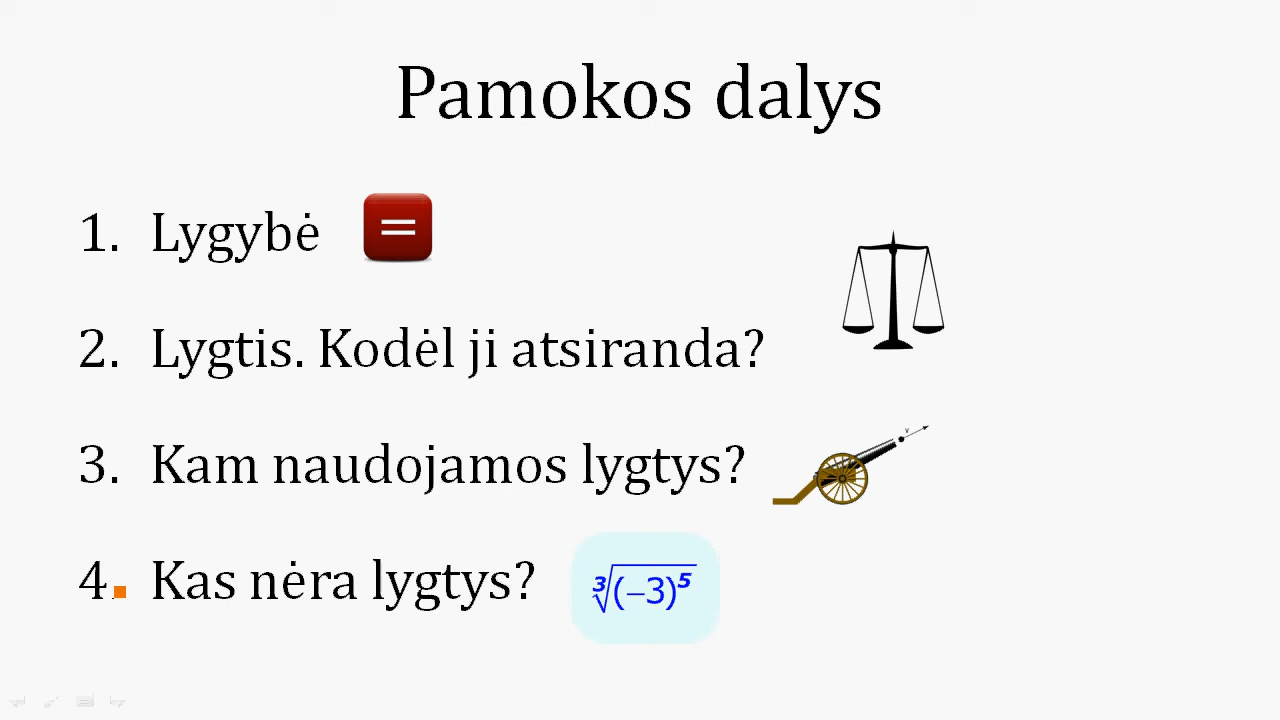 Pamokos dalys
1. Lygybė =
2. Lygtis. Kodėl ji atsiranda?
3. Kam naudojamos lygtys?
v
4. Kas nėra lygtys? ∛(−3)⁵